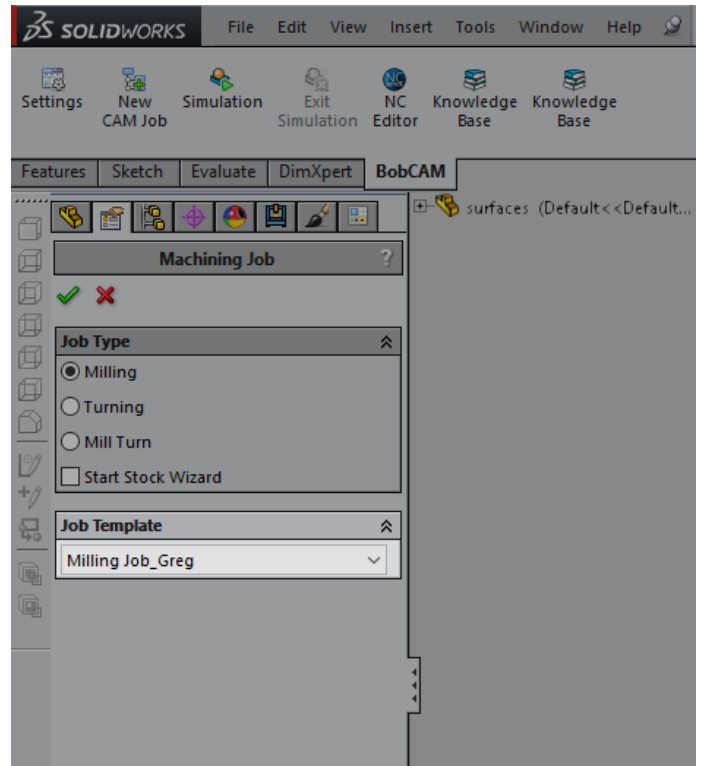 SOLIDWORKS File Edit View Insert Tools Window Help
Settings New CAM Job Simulation Exit Simulation NC Editor Knowledge Base Knowledge Base
Features Sketch Evaluate DimXpert BobCAM
surfaces (Default<<Default...
Machining Job ?
Job Type
Milling
Turning
Mill Turn
Start Stock Wizard
Job Template
Milling Job_Greg